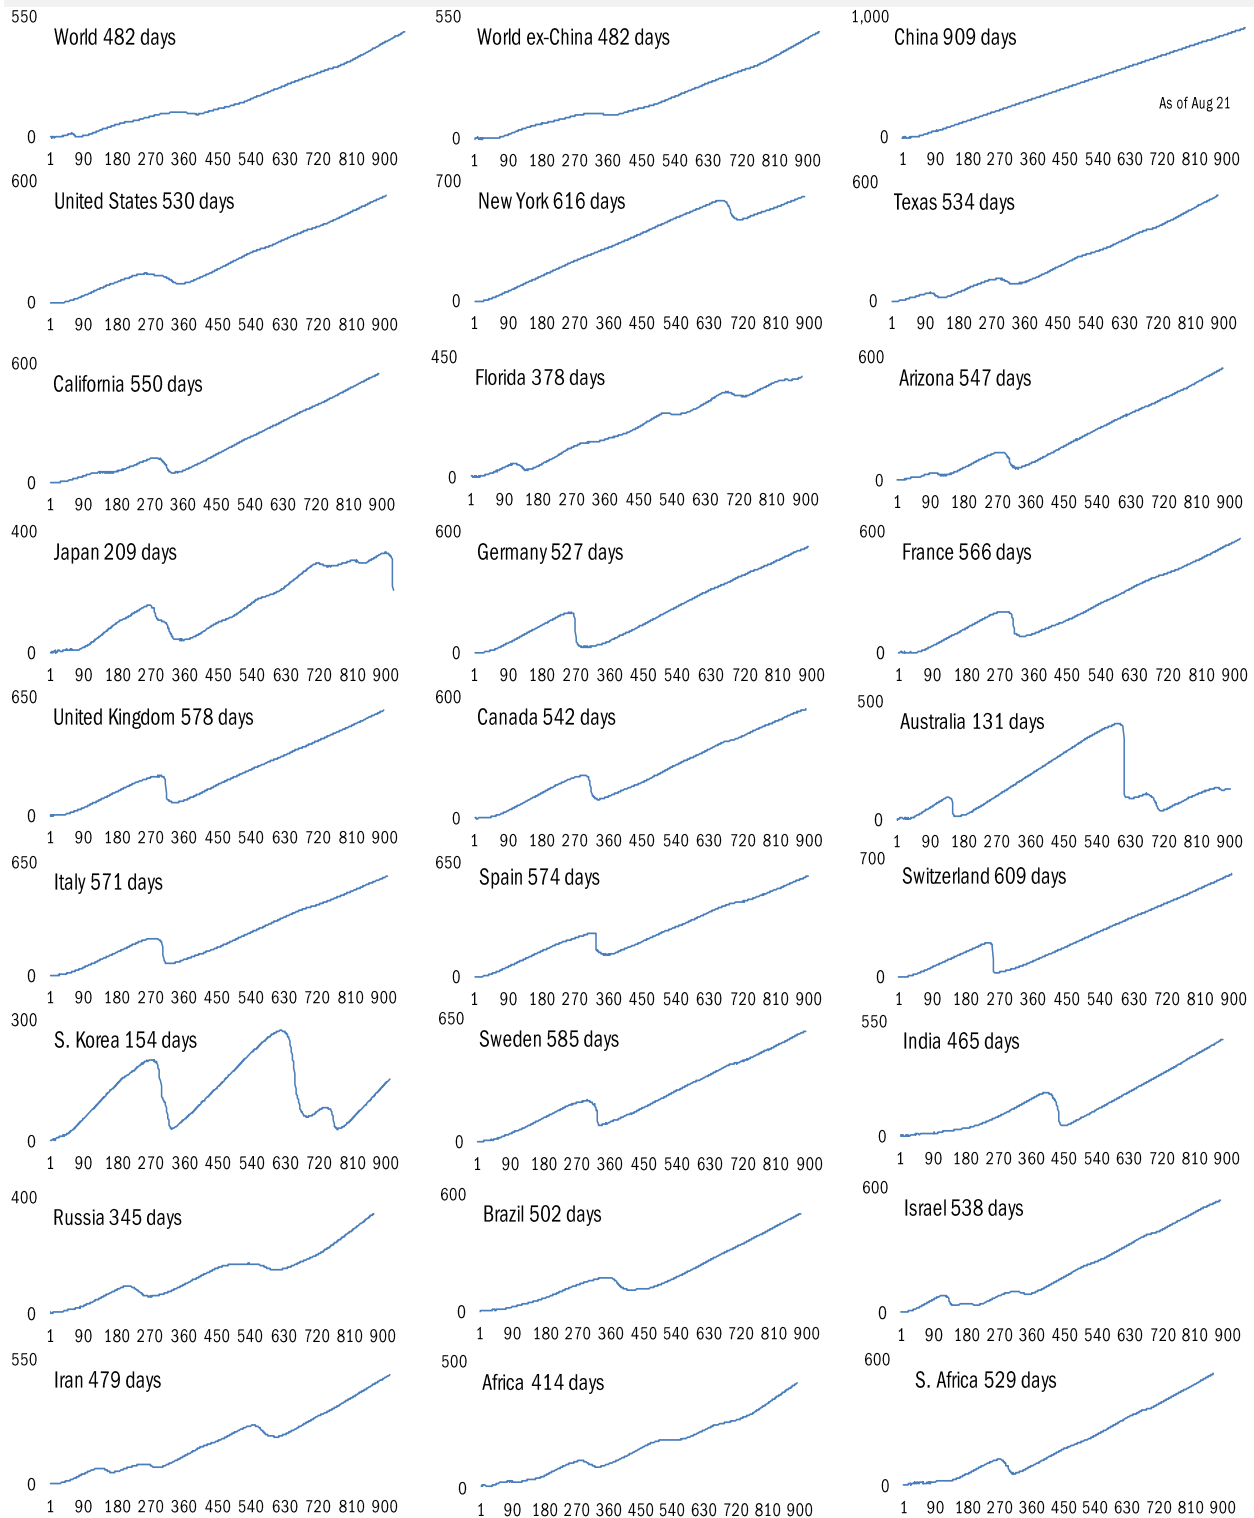 550 550 1,000
World 482 days World ex-China 482 days China 909 days
As of Aug 21
0 0 0
1 90 180 270 360 450 540 630 720 810 900 1 90 180 270 360 450 540 630 720 810 900 1 90 180 270 360 450 540 630 720 810 900
600 700 600
United States 530 days New York 616 days Texas 534 days
0 0 0
1 90 180 270 360 450 540 630 720 810 900 1 90 180 270 360 450 540 630 720 810 900 1 90 180 270 360 450 540 630 720 810 900
600 450 600
California 550 days Florida 378 days Arizona 547 days
0 0 0
1 90 180 270 360 450 540 630 720 810 900 1 90 180 270 360 450 540 630 720 810 900 1 90 180 270 360 450 540 630 720 810 900
400 600 600
Japan 209 days Germany 527 days France 566 days
0 0 0
1 90 180 270 360 450 540 630 720 810 900 1 90 180 270 360 450 540 630 720 810 900 1 90 180 270 360 450 540 630 720 810 900
650 600 500
United Kingdom 578 days Canada 542 days Australia 131 days
0 0 0
1 90 180 270 360 450 540 630 720 810 900 1 90 180 270 360 450 540 630 720 810 900 1 90 180 270 360 450 540 630 720 810 900
650 650 700
Italy 571 days Spain 574 days Switzerland 609 days
0 0 0
1 90 180 270 360 450 540 630 720 810 900 1 90 180 270 360 450 540 630 720 810 900 1 90 180 270 360 450 540 630 720 810 900
300 650 550
S. Korea 154 days Sweden 585 days India 465 days
0 0 0
1 90 180 270 360 450 540 630 720 810 900 1 90 180 270 360 450 540 630 720 810 900 1 90 180 270 360 450 540 630 720 810 900
400 600 600
Russia 345 days Brazil 502 days Israel 538 days
0 0 0
1 90 180 270 360 450 540 630 720 810 900 1 90 180 270 360 450 540 630 720 810 900 1 90 180 270 360 450 540 630 720 810 900
550 500 600
Iran 479 days Africa 414 days S. Africa 529 days
0 0 0
1 90 180 270 360 450 540 630 720 810 900 1 90 180 270 360 450 540 630 720 810 900 1 90 180 270 360 450 540 630 720 810 900